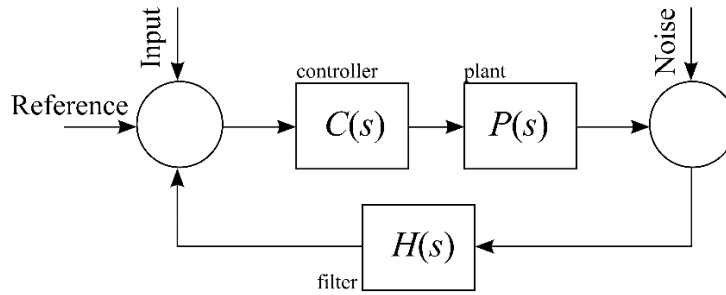 Input
Noise
controller
plant
Reference
C(s)
P(s)
H(s)
filter